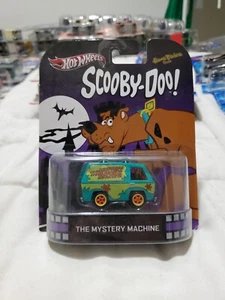 Hot Wheels
SCOOBY-DOO!
THE MYSTERY MACHINE